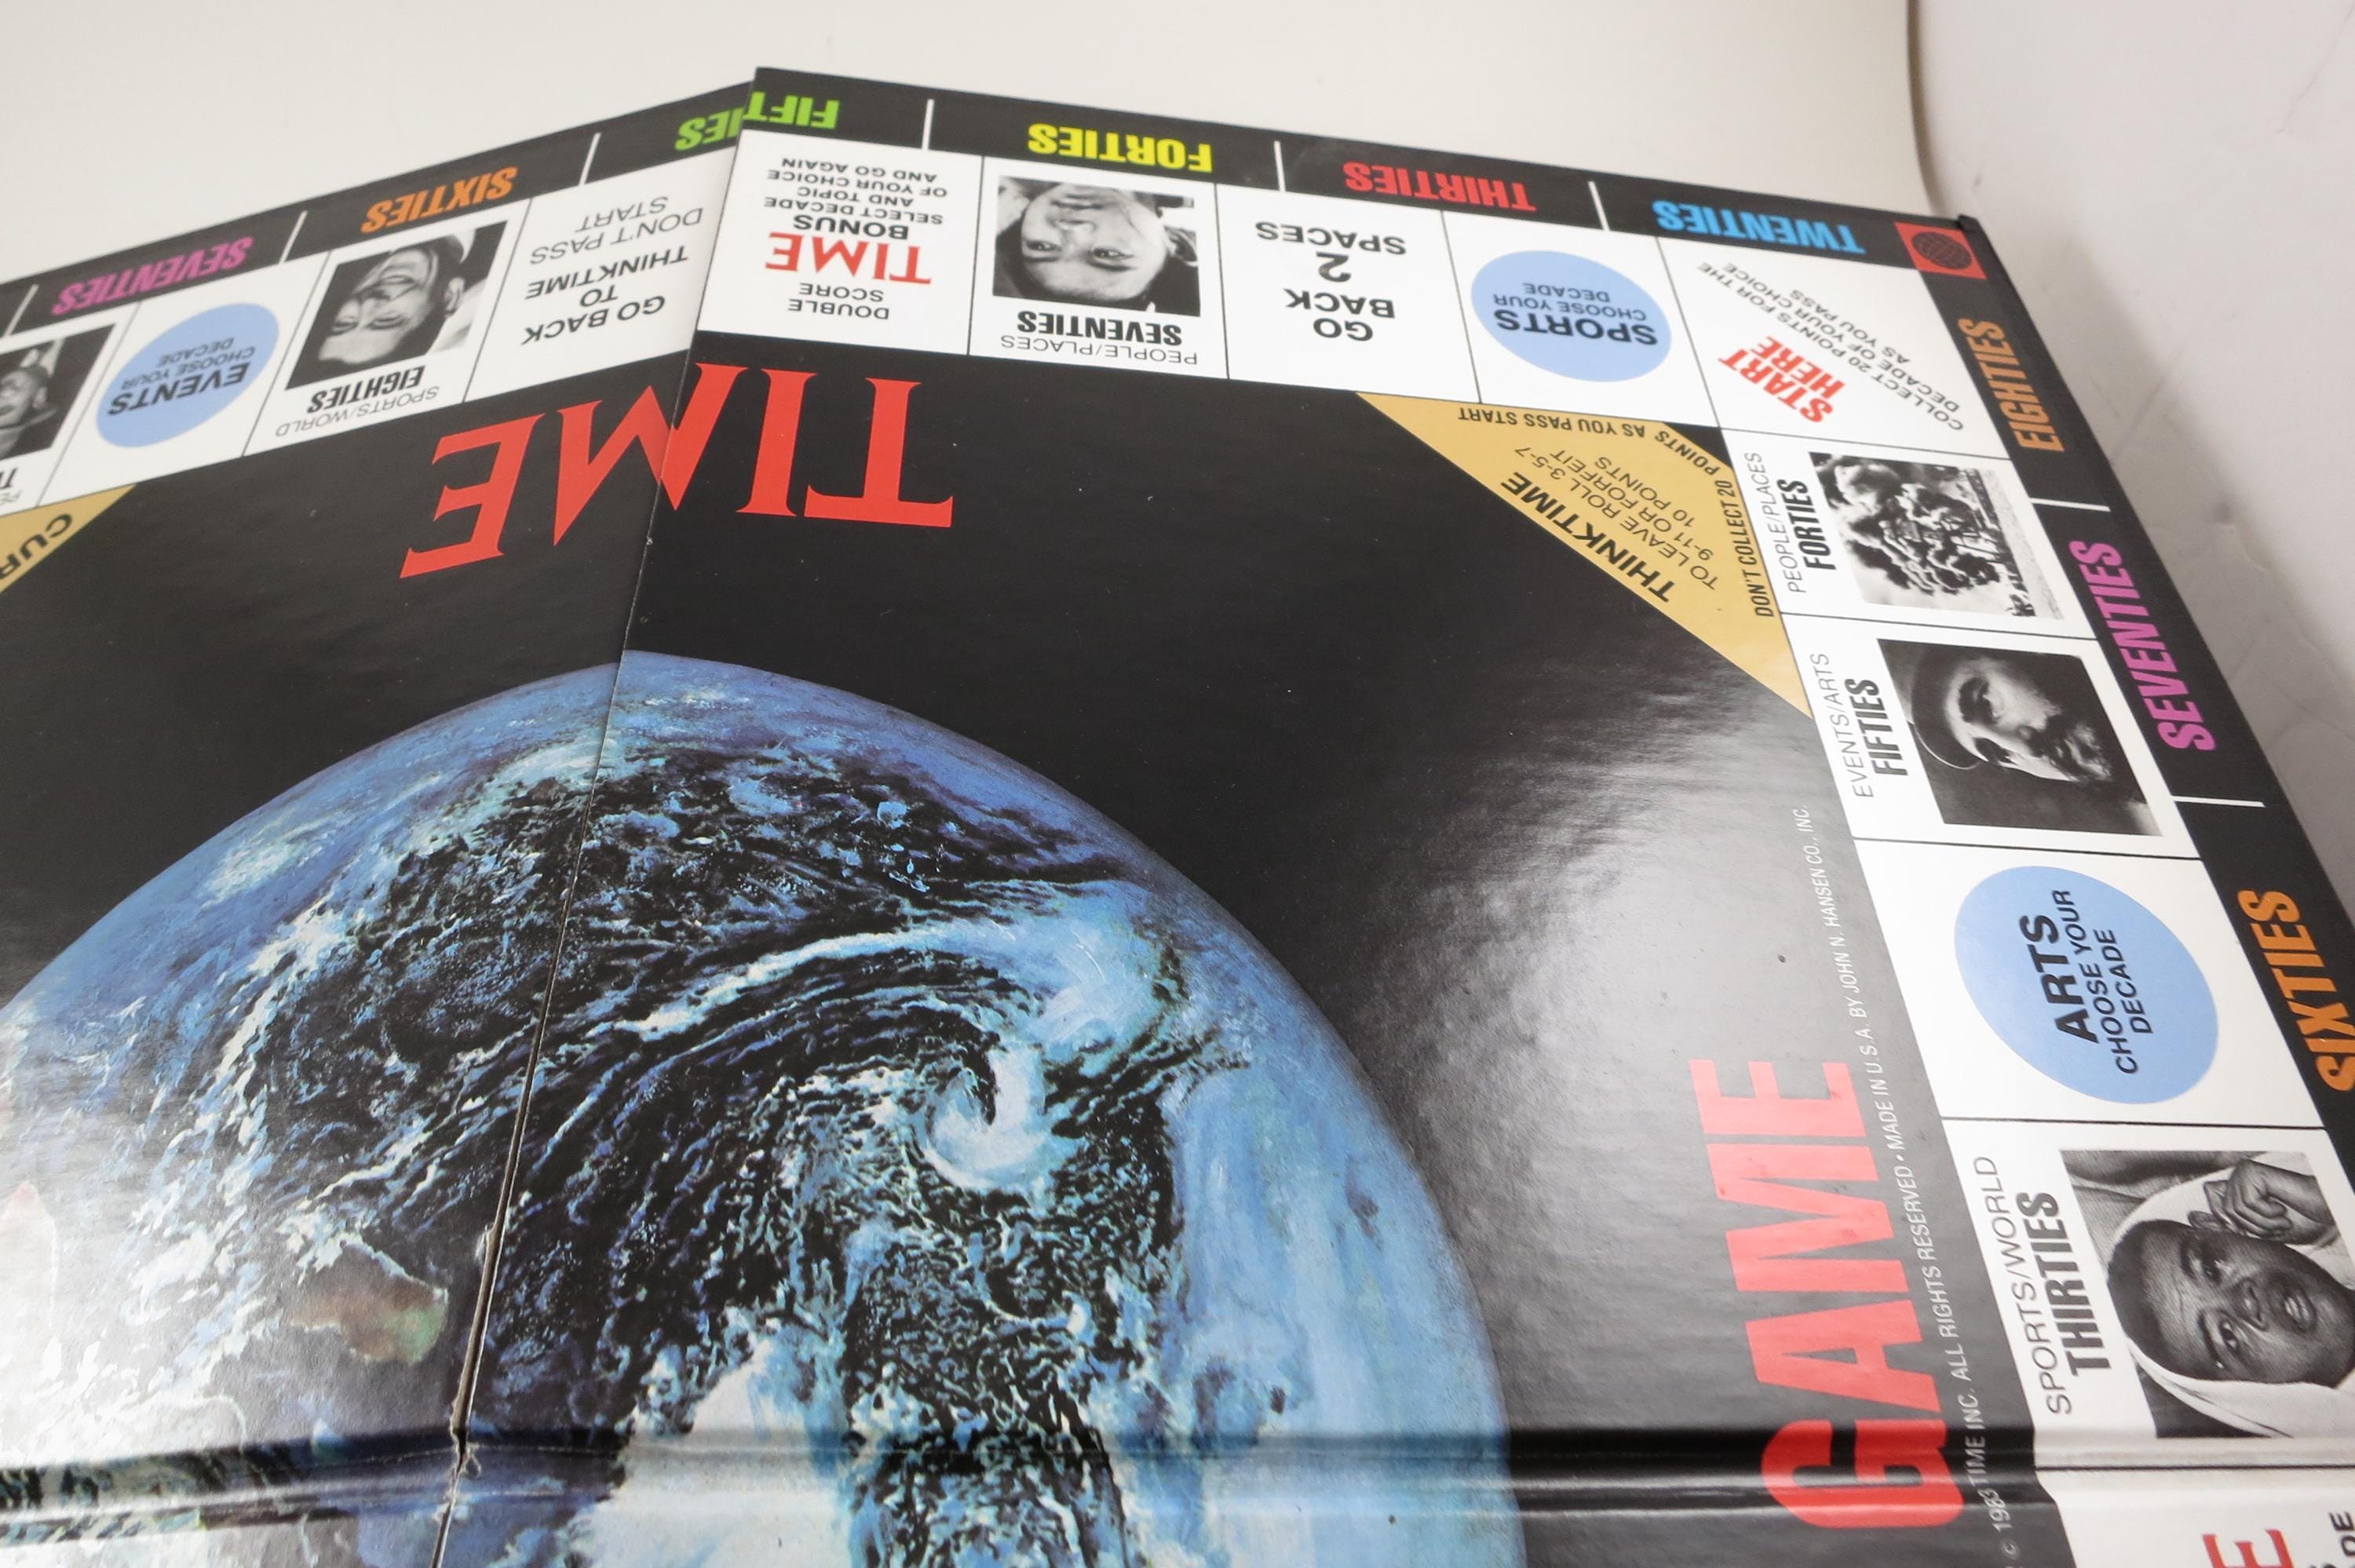 SEVENTIES
SIXTIES
FIFTIES
FORTIES
THIRTIES
TWENTIES
EIGHTIES
SEVENTIES
SIXTIES
EVENTS
CHOOSE YOUR
DECADE
SPORTS/WORLD
EIGHTIES
GO BACK
TO
THINKTIME
DON'T PASS
START
DOUBLE
SCORE
TIME
BONUS
SELECT DECADE
AND TOPIC
OF YOUR CHOICE
AND GO AGAIN
PEOPLE/PLACES
SEVENTIES
GO
BACK
2
SPACES
SPORTS
CHOOSE YOUR
DECADE
START
HERE
COLLECT 20 POINTS FOR THE
DECADE OF YOUR CHOICE
AS YOU PASS
PEOPLE/PLACES
FORTIES
EVENTS/ARTS
FIFTIES
ARTS
CHOOSE YOUR
DECADE
SPORTS/WORLD
THIRTIES
THINKTIME
TO LEAVE ROLL 3-5-7
9-11 OR FORFEIT
10 POINTS
DON'T COLLECT 20 POINTS AS YOU PASS START
TIME
GAME
© 1983 TIME INC. ALL RIGHTS RESERVED • MADE IN U.S.A. BY JOHN N. HANSEN CO., INC.